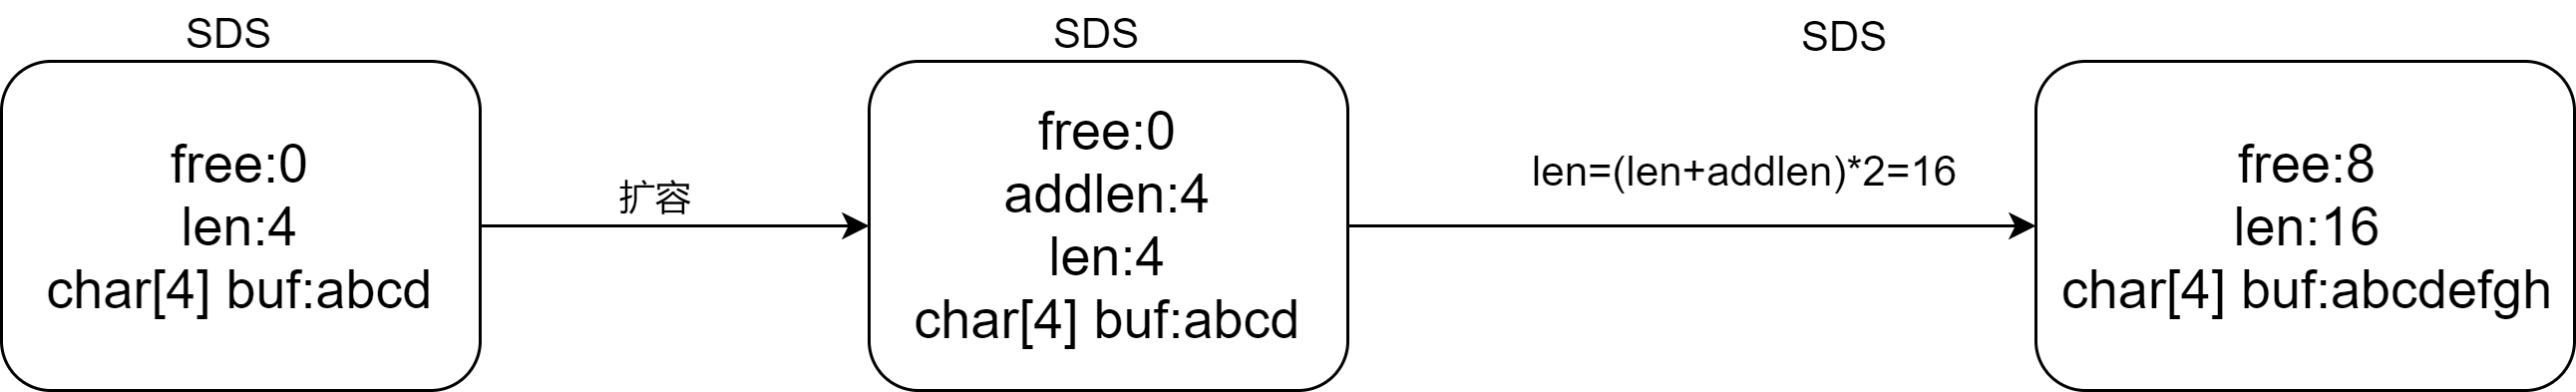 SDS
free:0
len:4
char[4] buf:abcd
扩容
SDS
free:0
addlen:4
len:4
char[4] buf:abcd
len=(len+addlen)*2=16
SDS
free:8
len:16
char[4] buf:abcdefgh